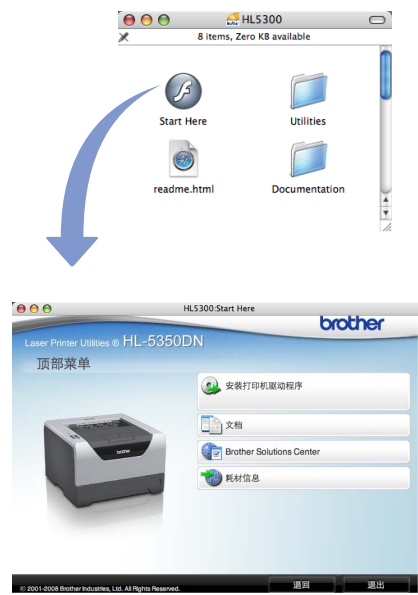 HL5300
8 items, Zero KB available
Start Here
Utilities
readme.html
Documentation
HL5300:Start Here
brother
Laser Printer Utilities ® HL-5350DN
顶部菜单
安装打印机驱动程序
文档
Brother Solutions Center
耗材信息
brother
© 2001-2008 Brother Industries, Ltd. All Rights Reserved.
退回
退出